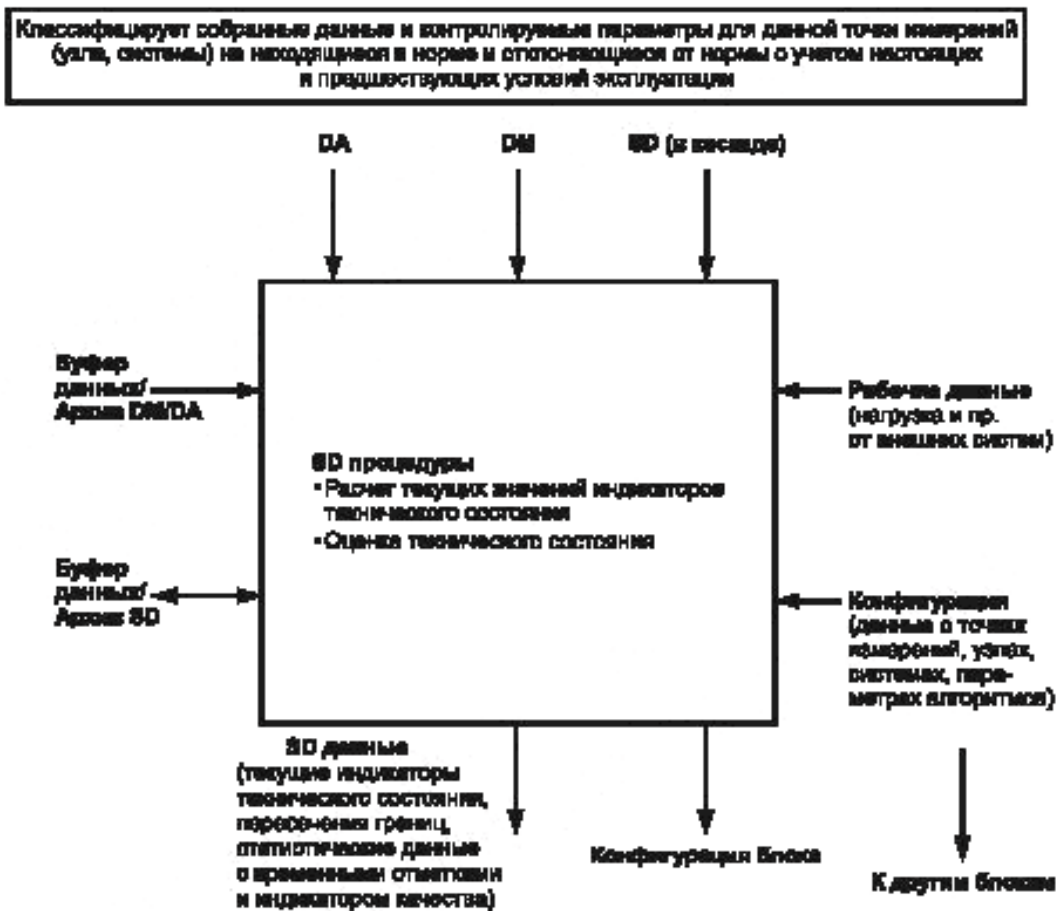 Классифицирует собранные данные и контролируемые параметры для данной точки измерений
(узла, системы) на находящиеся в норме и отклоняющиеся от нормы с учетом настоящих
и предшествующих условий эксплуатации
DA
DM
SD (в каскаде)
Буфер
данных/
Архив DM/DA
Рабочие данные
(нагрузка и пр.
от внешних систем)
SD процедуры
• Расчет текущих значений индикаторов
технического состояния
• Оценка технического состояния
Буфер
данных/
Архив SD
Конфигурация
(данные о точках
измерений, узлах,
системах, пара-
метрах алгоритмов)
SD данные
(текущие индикаторы
технического состояния,
пересечения границ,
статистические данные
с временными отметками
и индикатором качества)
Конфигурация блока
К другим блокам